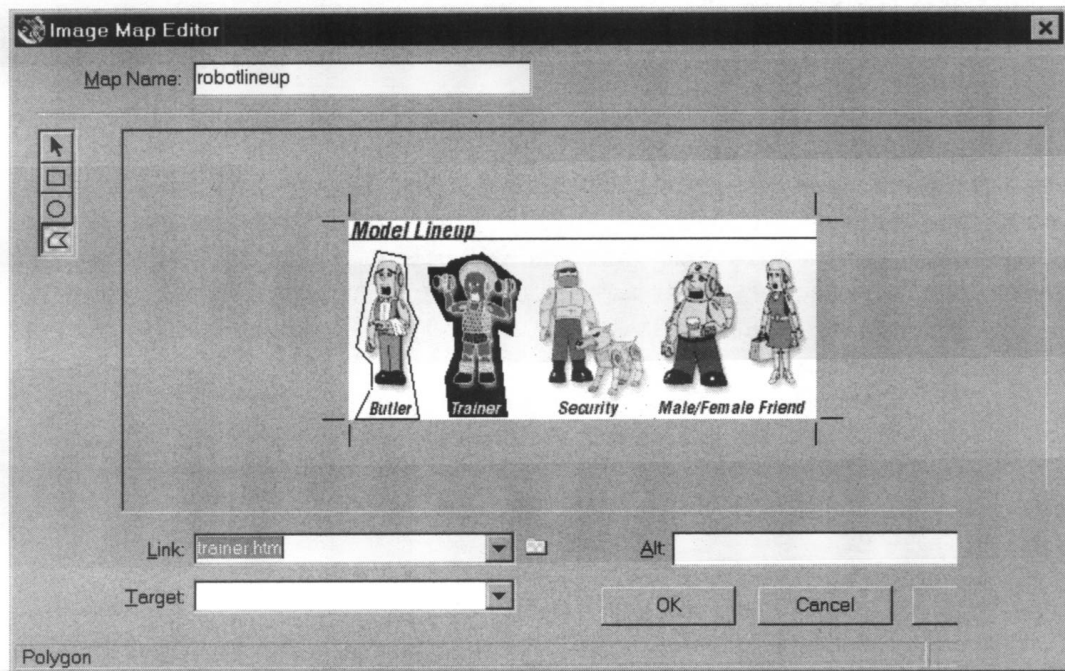 Image Map Editor
Map Name: robotlineup
Model Lineup
Butler Trainer Security Male/Female Friend
Link: trainer.htm
Alt:
Target:
OK Cancel
Polygon